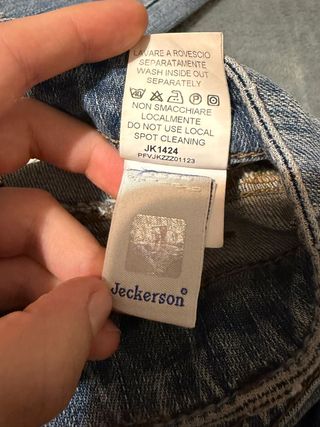 LAVARE A ROVESCIO
SEPARATAMENTE
WASH INSIDE OUT
SEPARATELY
NON SMACCHIARE
LOCALMENTE
DO NOT USE LOCAL
SPOT CLEANING
JK1424
PFVJKZZZ01123
Jeckerson®